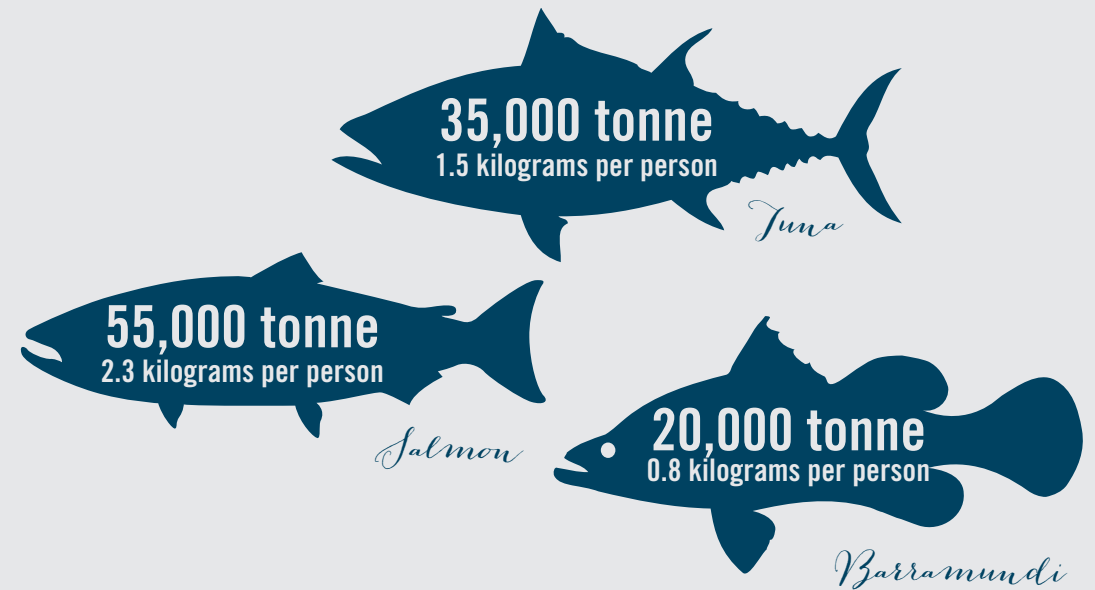 35,000 tonne
1.5 kilograms per person
Tuna
55,000 tonne
2.3 kilograms per person
Salmon
20,000 tonne
0.8 kilograms per person
Barramundi